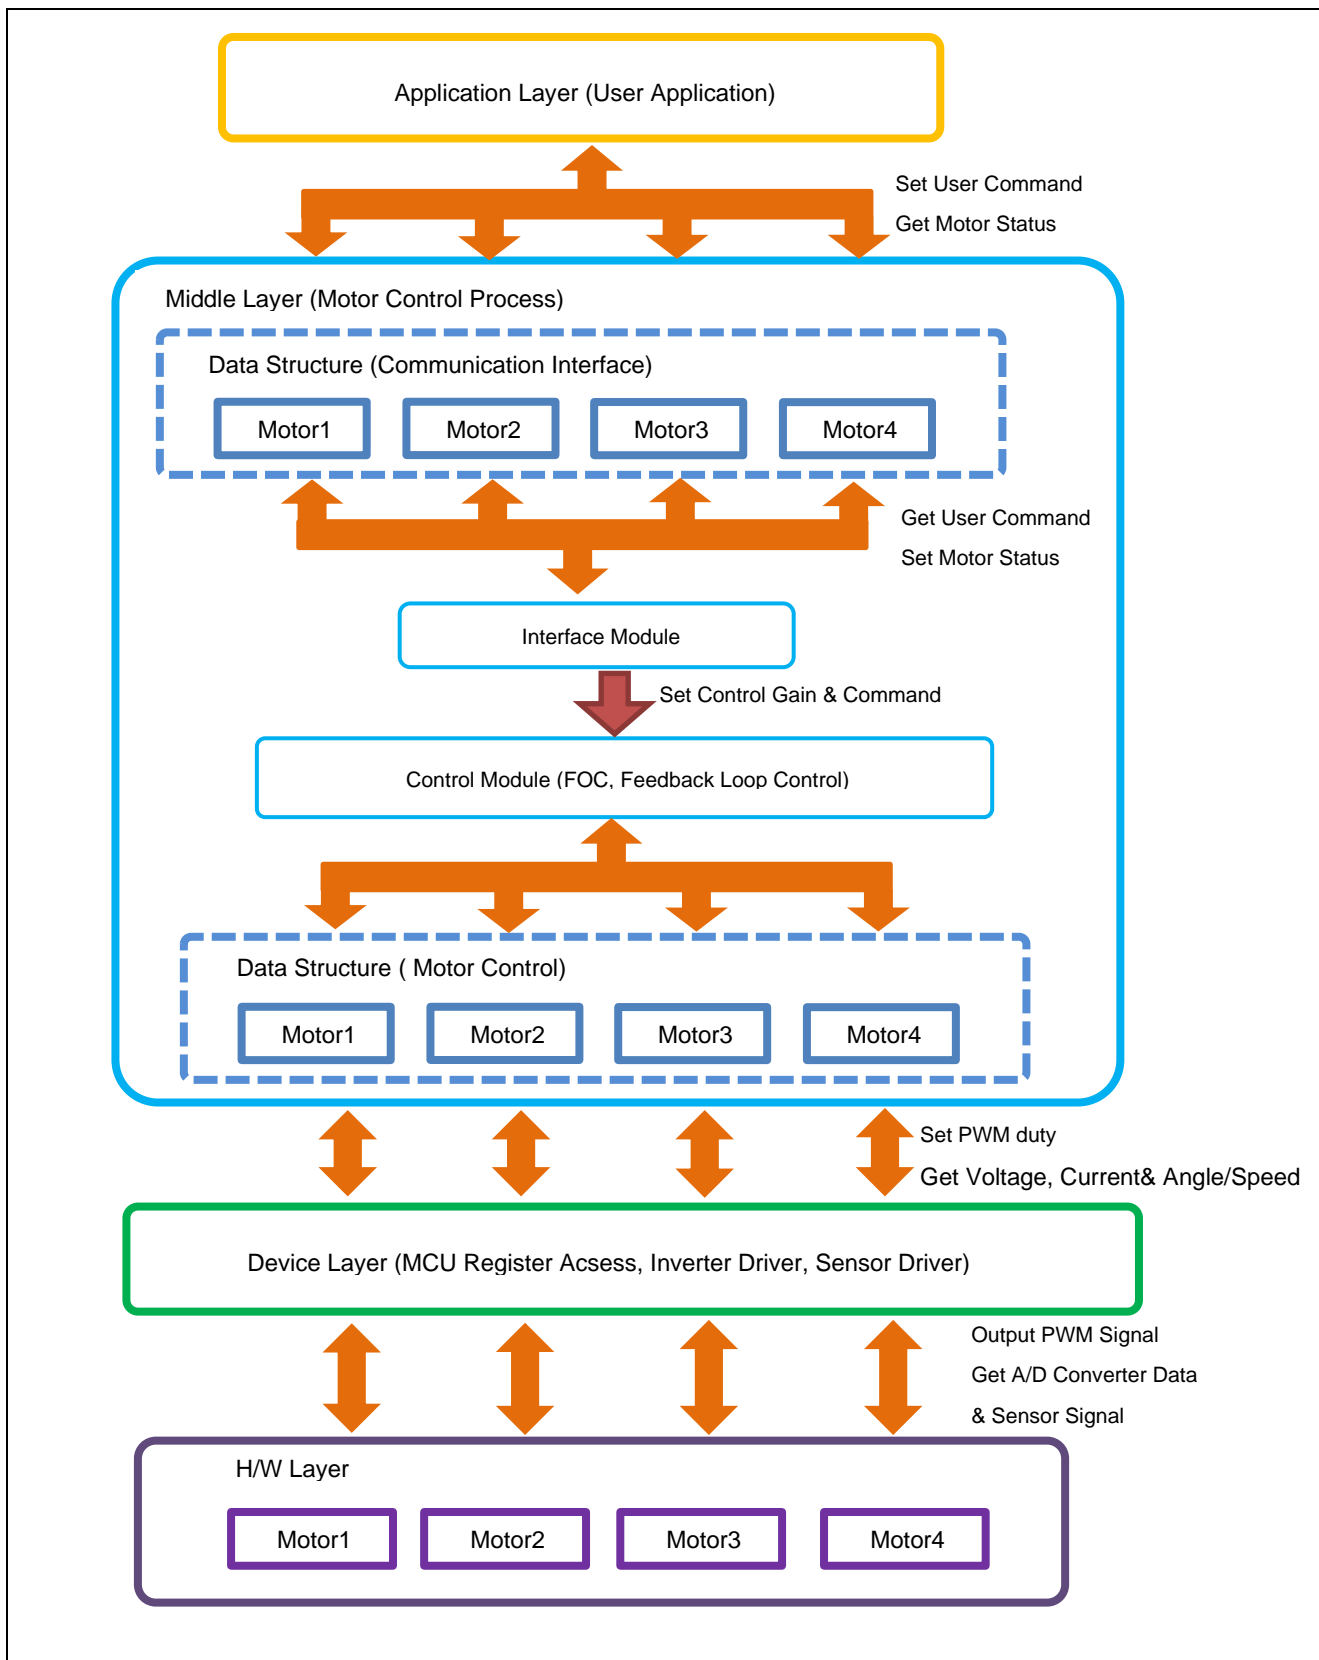 Application Layer (User Application)
Set User Command
Get Motor Status
Middle Layer (Motor Control Process)
Data Structure (Communication Interface)
Motor1
Motor2
Motor3
Motor4
Get User Command
Set Motor Status
Interface Module
Set Control Gain & Command
Control Module (FOC, Feedback Loop Control)
Data Structure ( Motor Control)
Motor1
Motor2
Motor3
Motor4
Set PWM duty
Get Voltage, Current& Angle/Speed
Device Layer (MCU Register Acsess, Inverter Driver, Sensor Driver)
Output PWM Signal
Get A/D Converter Data
& Sensor Signal
H/W Layer
Motor1
Motor2
Motor3
Motor4